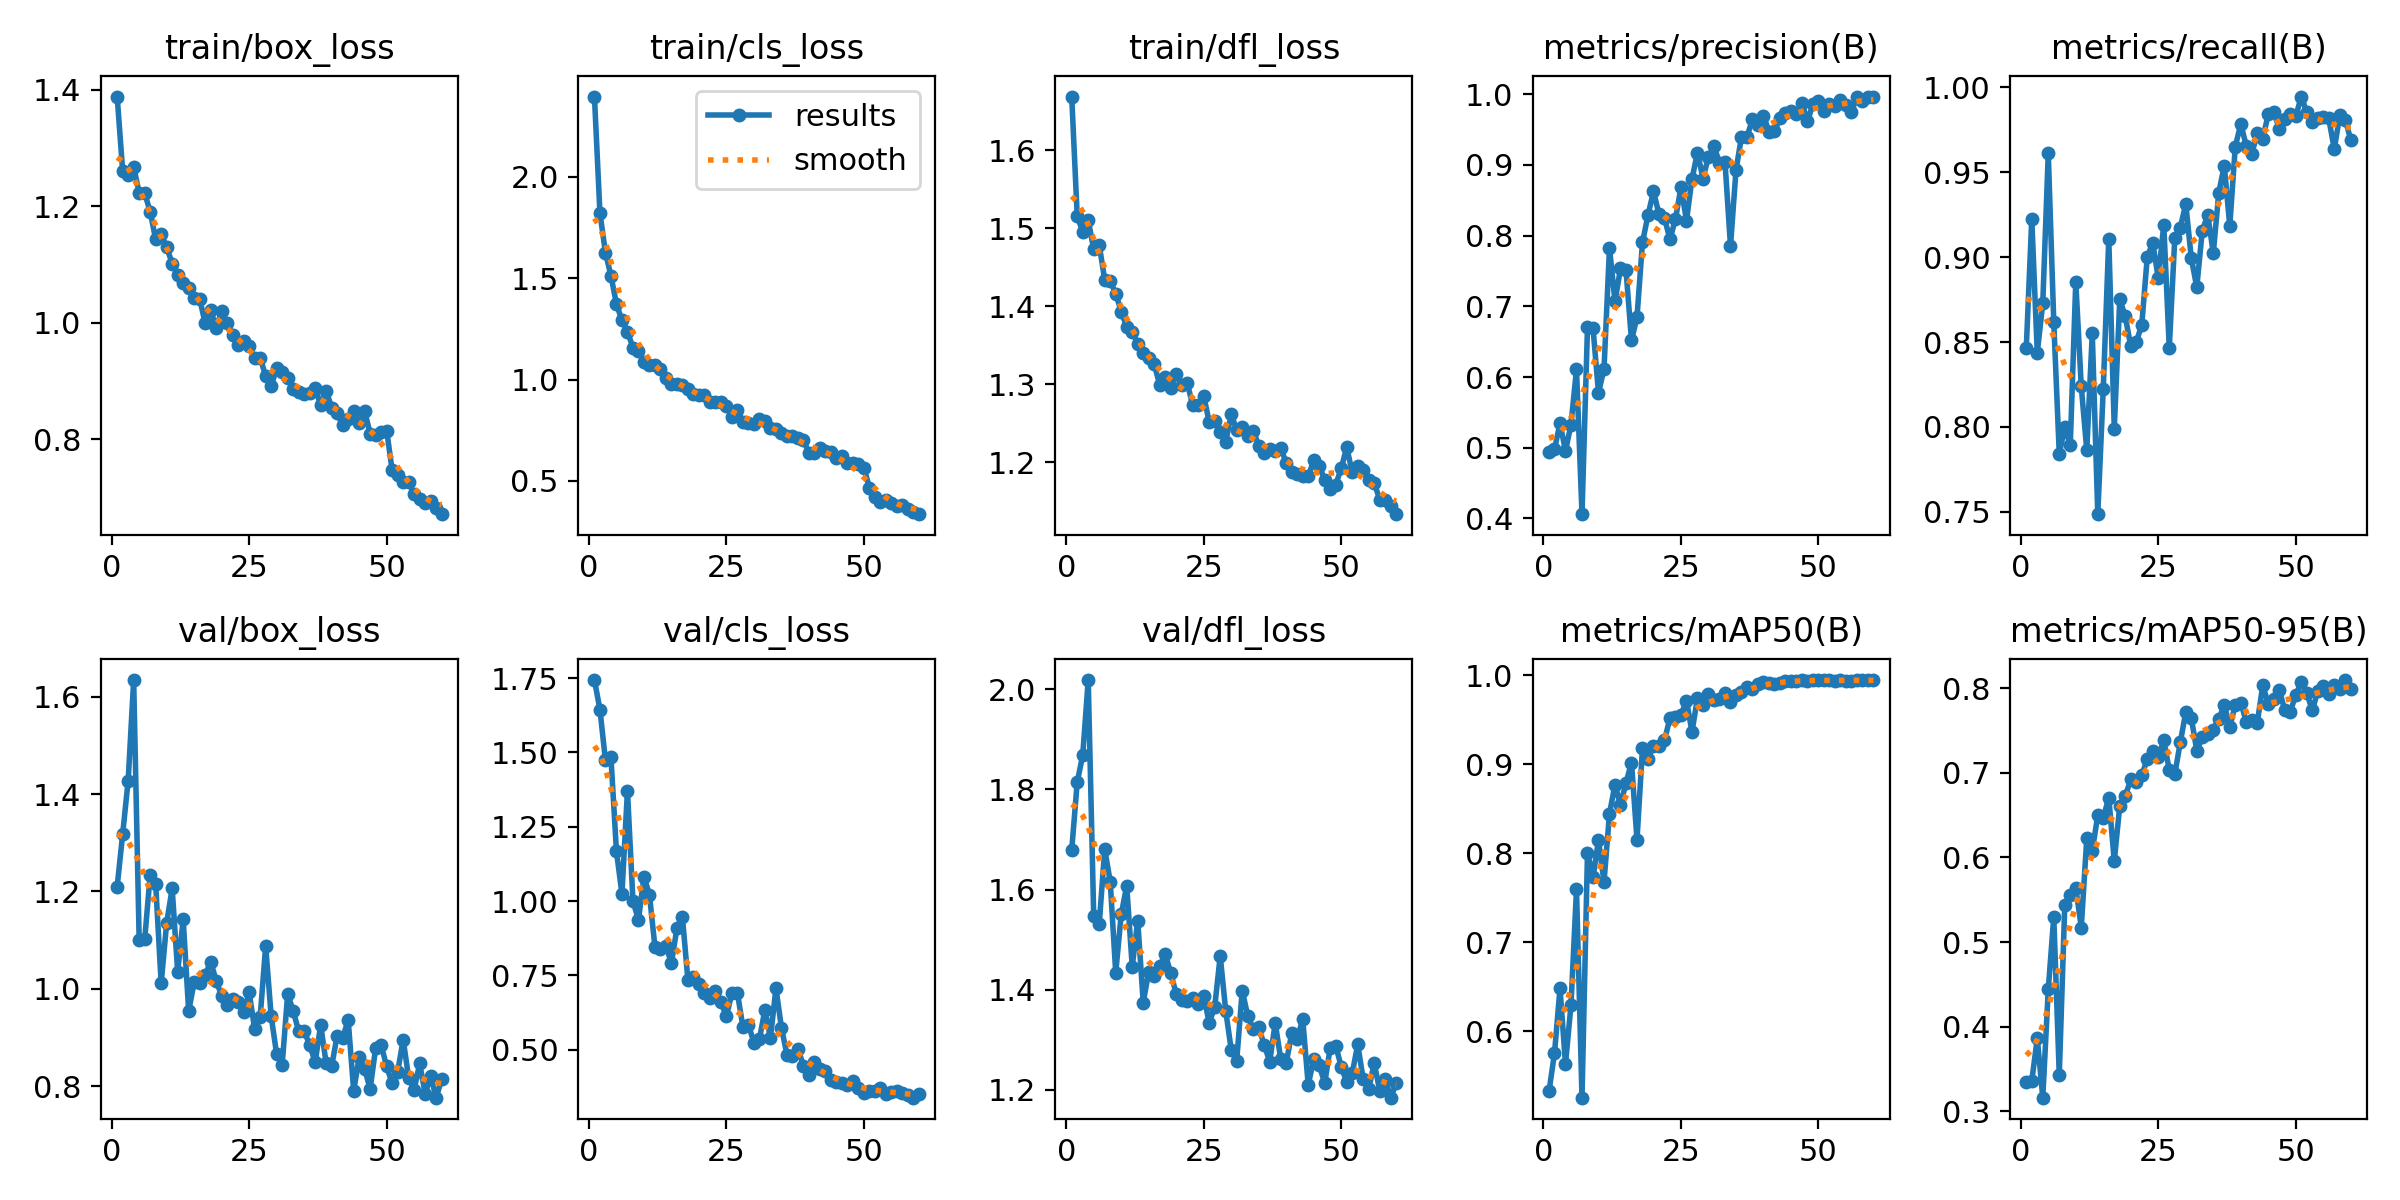 train/box_loss
1.4
1.2
1.0
0.8
0 25 50
train/cls_loss
results
smooth
2.0
1.5
1.0
0.5
0 25 50
train/dfl_loss
1.6
1.5
1.4
1.3
1.2
0 25 50
metrics/precision(B)
1.0
0.9
0.8
0.7
0.6
0.5
0.4
0 25 50
metrics/recall(B)
1.00
0.95
0.90
0.85
0.80
0.75
0 25 50
val/box_loss
1.6
1.4
1.2
1.0
0.8
0 25 50
val/cls_loss
1.75
1.50
1.25
1.00
0.75
0.50
0 25 50
val/dfl_loss
2.0
1.8
1.6
1.4
1.2
0 25 50
metrics/mAP50(B)
1.0
0.9
0.8
0.7
0.6
0 25 50
metrics/mAP50-95(B)
0.8
0.7
0.6
0.5
0.4
0.3
0 25 50